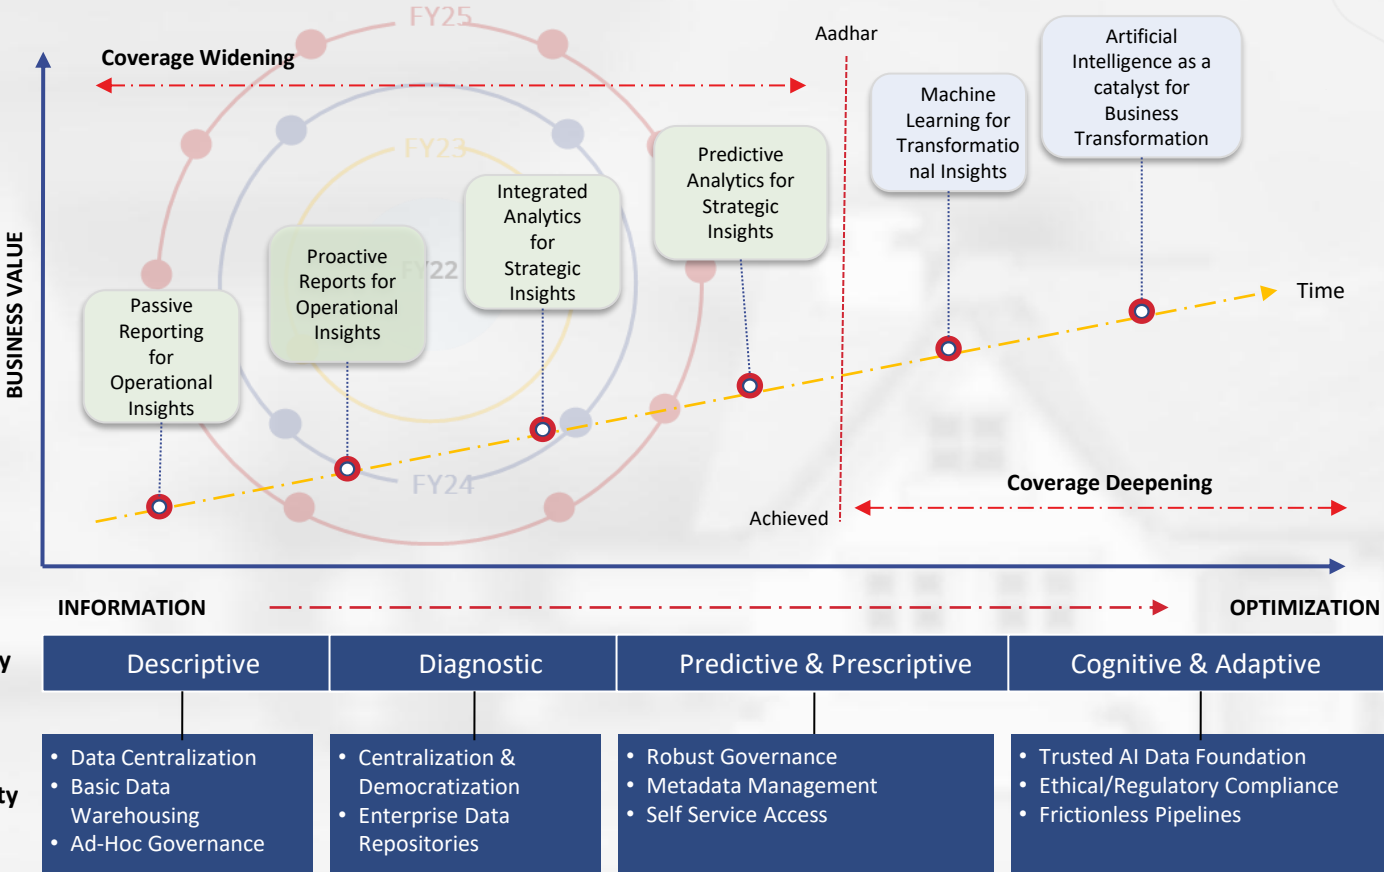 FY25
Aadhar
Coverage Widening
Artificial
Intelligence as a
catalyst for
Business
Transformation
Machine
Learning for
Transformatio
nal Insights
FY23
Predictive
Analytics for
Strategic
Insights
Integrated
Analytics
for
Strategic
Insights
Proactive
Reports for
Operational
Insights
FY22
Passive
Reporting
for
Operational
Insights
BUSINESS VALUE
Time
FY24
Coverage Deepening
Achieved
INFORMATION
OPTIMIZATION
y
Descriptive
Diagnostic
Predictive & Prescriptive
Cognitive & Adaptive
ty
• Data Centralization
• Basic Data
Warehousing
• Ad-Hoc Governance
• Centralization &
Democratization
• Enterprise Data
Repositories
• Robust Governance
• Metadata Management
• Self Service Access
• Trusted AI Data Foundation
• Ethical/Regulatory Compliance
• Frictionless Pipelines